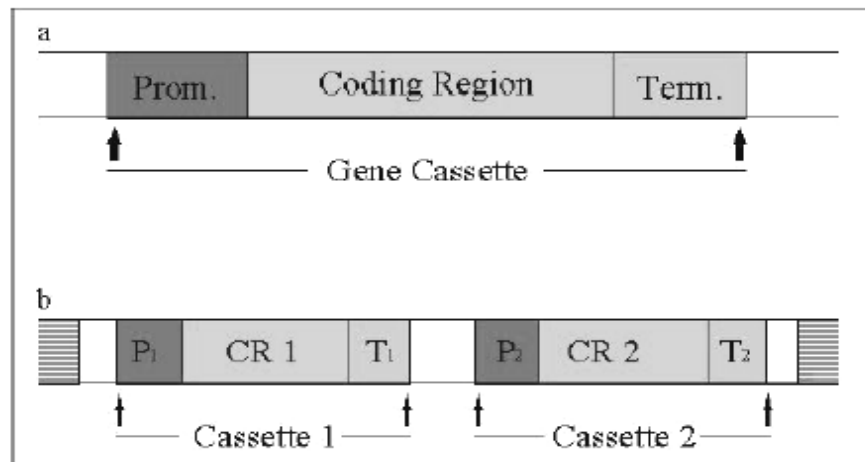 a
Prom. Coding Region Term.
Gene Cassette
b
P1 CR 1 T1 P2 CR 2 T2
Cassette 1 Cassette 2